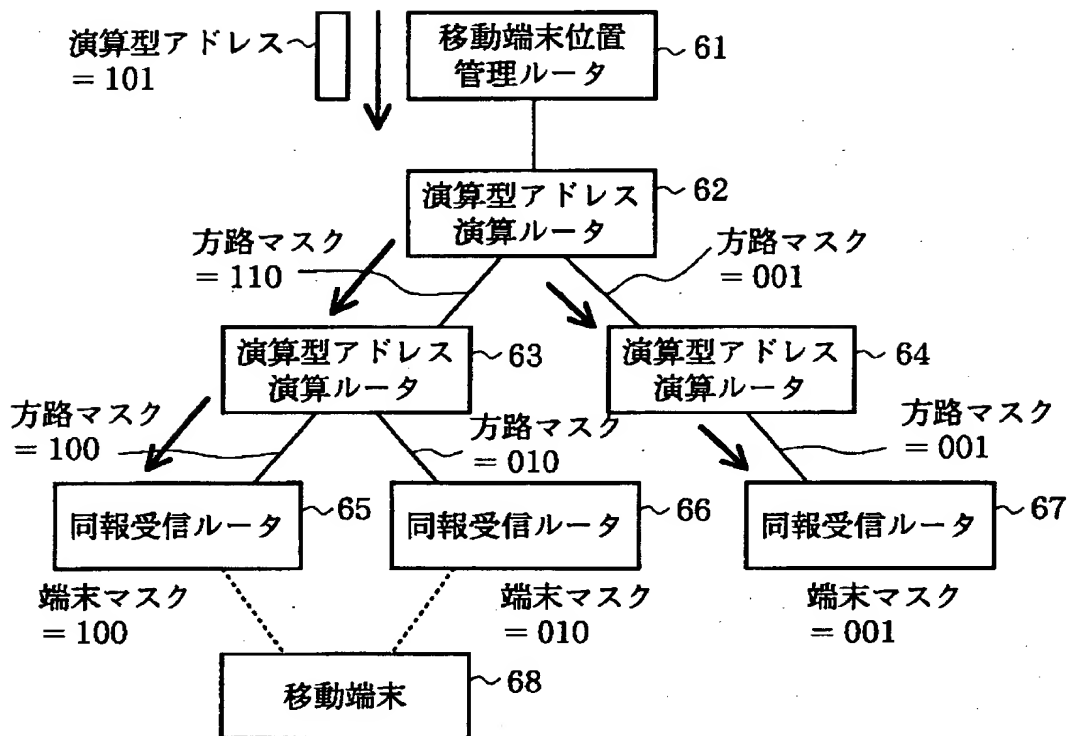 演算型アドレス
= 101
移動端末位置
管理ルータ
61
演算型アドレス
演算ルータ
62
方路マスク
= 110
方路マスク
= 001
演算型アドレス
演算ルータ
63
演算型アドレス
演算ルータ
64
方路マスク
= 100
方路マスク
= 010
方路マスク
= 001
同報受信ルータ
65
同報受信ルータ
66
同報受信ルータ
67
端末マスク
= 100
端末マスク
= 010
端末マスク
= 001
移動端末
68